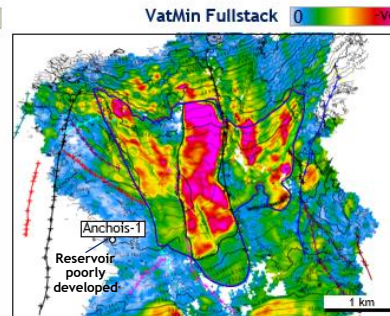 VatMin Fullstack
0
Anchois-1
Reservoir
poorly
developed
1 km